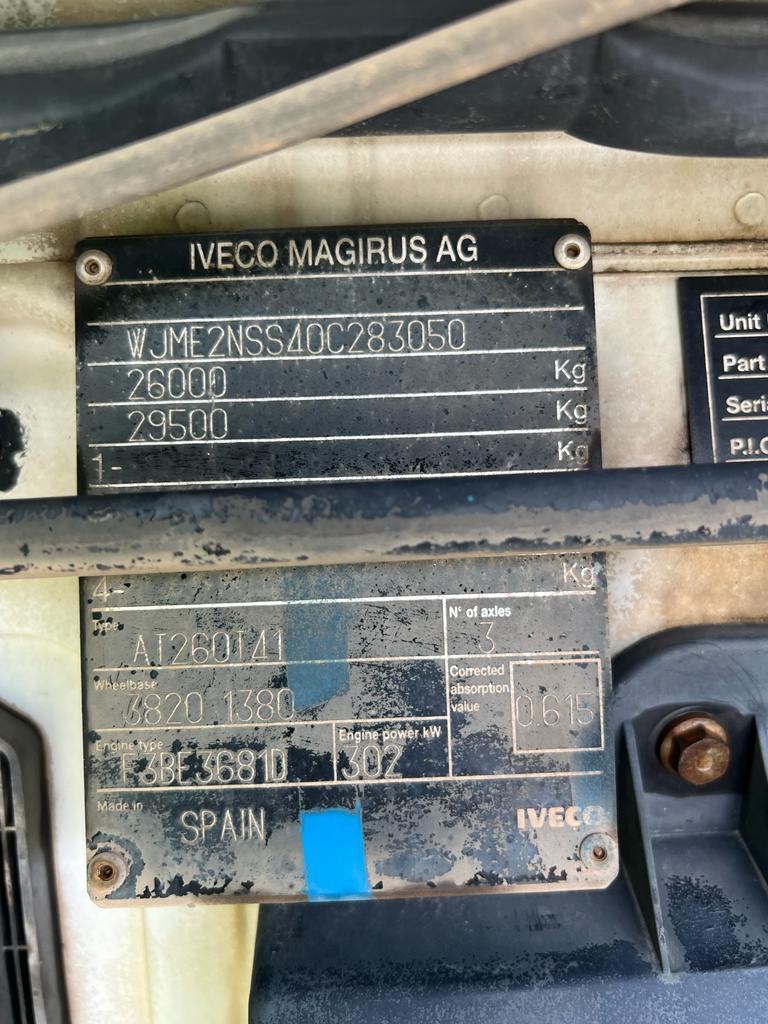 IVECO MAGIRUS AG
WJME2NSS40C283050
26000 Kg
29500 Kg
1- Kg
4- Kg
Type
AT260T41
N° of axles
3
Wheelbase
3820 1380
Corrected
absorption
value
0.615
Engine type
F3BE3681D
Engine power kW
302
Made in
SPAIN
IVECO
Unit
Part
Seri
P.I.C